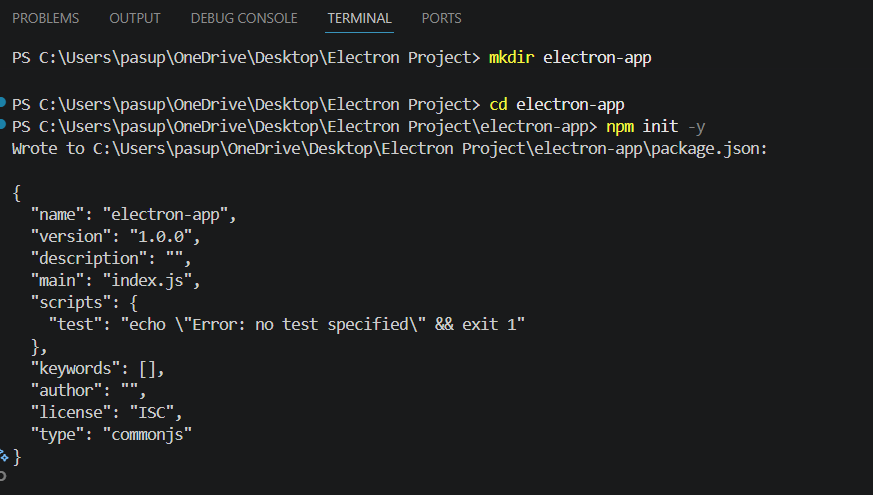 PROBLEMS OUTPUT DEBUG CONSOLE TERMINAL PORTS
PS C:\Users\pasup\OneDrive\Desktop\Electron Project> mkdir electron-app
PS C:\Users\pasup\OneDrive\Desktop\Electron Project> cd electron-app
PS C:\Users\pasup\OneDrive\Desktop\Electron Project\electron-app> npm init -y
Wrote to C:\Users\pasup\OneDrive\Desktop\Electron Project\electron-app\package.json:
{
  "name": "electron-app",
  "version": "1.0.0",
  "description": "",
  "main": "index.js",
  "scripts": {
    "test": "echo \"Error: no test specified\" && exit 1"
  },
  "keywords": [],
  "author": "",
  "license": "ISC",
  "type": "commonjs"
}